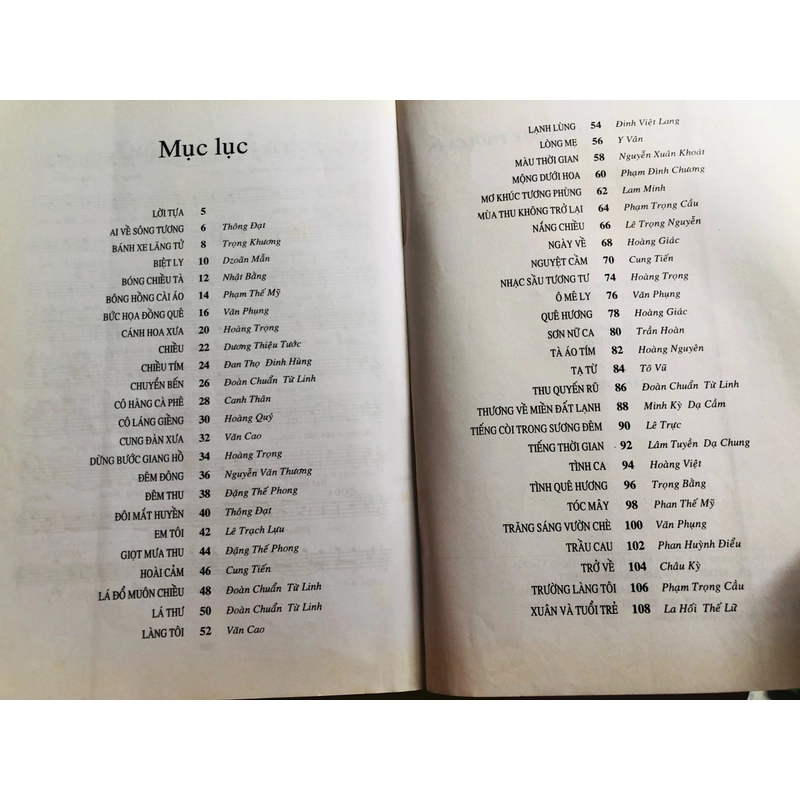 Mục lục
LỜI TỰA 5
AI VỀ SÔNG TƯƠNG 6 Thông Đạt
BÁNH XE LÃNG TỬ 8 Trọng Khương
BIỆT LY 10 Dzoãn Mẫn
BÓNG CHIỀU TÀ 12 Nhật Bằng
BÔNG HỒNG CÀI ÁO 14 Phạm Thế Mỹ
BỨC HỌA ĐỒNG QUÊ 16 Văn Phụng
CÁNH HOA XƯA 20 Hoàng Trọng
CHIỀU 22 Dương Thiệu Tước
CHIỀU TÍM 24 Đan Thọ Đinh Hùng
CHUYỂN BẾN 26 Đoàn Chuẩn Từ Linh
CÔ HÀNG CÀ PHÊ 28 Canh Thân
CÔ LÁNG GIỀNG 30 Hoàng Quý
CUNG ĐÀN XƯA 32 Văn Cao
DỪNG BƯỚC GIANG HỒ 34 Hoàng Trọng
ĐÊM ĐÔNG 36 Nguyễn Văn Thương
ĐÊM THU 38 Đặng Thế Phong
ĐÔI MẮT HUYỀN 40 Thông Đạt
EM TÔI 42 Lê Trạch Lựu
GIỌT MƯA THU 44 Đặng Thế Phong
HOÀI CẢM 46 Cung Tiến
LÁ ĐỔ MUÔN CHIỀU 48 Đoàn Chuẩn Từ Linh
LÁ THƯ 50 Đoàn Chuẩn Từ Linh
LÀNG TÔI 52 Văn Cao
LẠNH LÙNG 54 Đinh Việt Lang
LÒNG MẸ 56 Y Vân
MÀU THỜI GIAN 58 Nguyễn Xuân Khoát
MỘNG DƯỚI HOA 60 Phạm Đình Chương
MƠ KHÚC TƯƠNG PHÙNG 62 Lam Minh
MÙA THU KHÔNG TRỞ LẠI 64 Phạm Trọng Cầu
NẮNG CHIỀU 66 Lê Trọng Nguyễn
NGÀY VỀ 68 Hoàng Giác
NGUYỆT CẦM 70 Cung Tiến
NHẠC SẦU TƯƠNG TƯ 74 Hoàng Trọng
Ô MÊ LY 76 Văn Phụng
QUÊ HƯƠNG 78 Hoàng Giác
SƠN NỮ CA 80 Trần Hoàn
TÀ ÁO TÍM 82 Hoàng Nguyên
TẠ TỪ 84 Tô Vũ
THU QUYẾN RŨ 86 Đoàn Chuẩn Từ Linh
THƯƠNG VỀ MIỀN ĐẤT LẠNH 88 Minh Kỳ Dạ Cầm
TIẾNG CÒI TRONG SƯƠNG ĐÊM 90 Lê Trực
TIẾNG THỜI GIAN 92 Lâm Tuyền Dạ Chung
TÌNH CA 94 Hoàng Việt
TÌNH QUÊ HƯƠNG 96 Trọng Bằng
TÓC MÂY 98 Phan Thế Mỹ
TRĂNG SÁNG VƯỜN CHÈ 100 Văn Phụng
TRẦU CAU 102 Phan Huỳnh Điểu
TRỞ VỀ 104 Châu Kỳ
TRƯỜNG LÀNG TÔI 106 Phạm Trọng Cầu
XUÂN VÀ TUỔI TRẺ 108 La Hối Thế Lữ